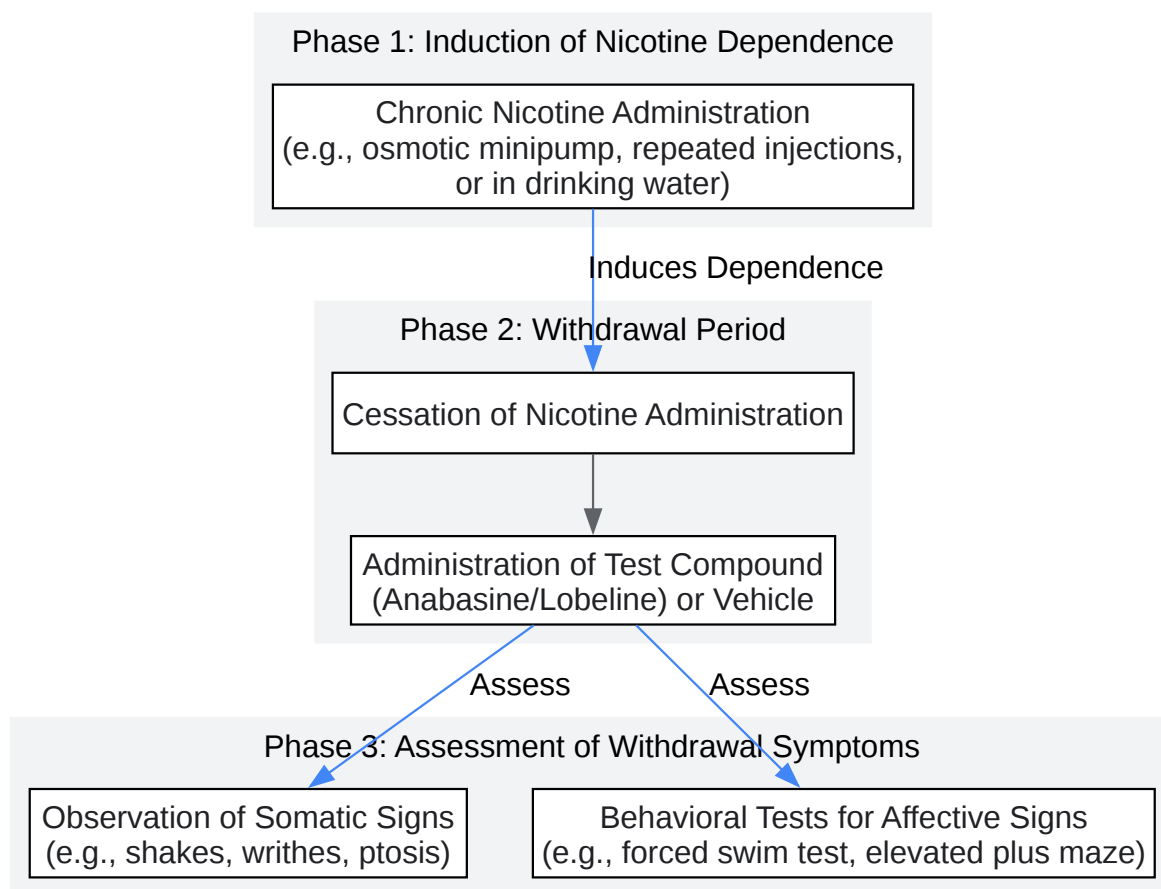 Phase 1: Induction of Nicotine Dependence
Chronic Nicotine Administration
(e.g., osmotic minipump, repeated injections,
or in drinking water)
Induces Dependence
Phase 2: Withdrawal Period
Cessation of Nicotine Administration
Administration of Test Compound
(Anabasine/Lobeline) or Vehicle
Assess
Assess
Phase 3: Assessment of Withdrawal Symptoms
Observation of Somatic Signs
(e.g., shakes, writhes, ptosis)
Behavioral Tests for Affective Signs
(e.g., forced swim test, elevated plus maze)